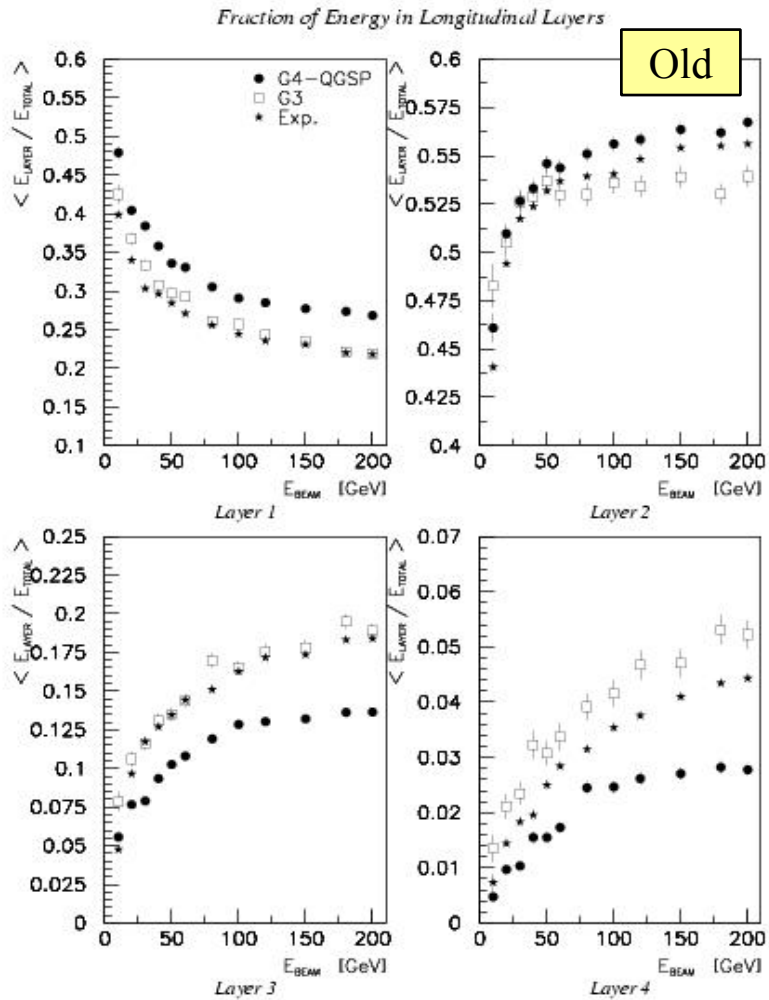 Fraction of Energy in Longitudinal Layers
Old
< E_LAYER / E_TOTAL >
0.6
0.55
0.5
0.45
0.4
0.35
0.3
0.25
0.2
0.15
0.1
0 50 100 150 200
G4-QGSP
G3
Exp.
E_BEAM [GeV]
Layer 1
< E_LAYER / E_TOTAL >
0.6
0.575
0.55
0.525
0.5
0.475
0.45
0.425
0.4
0 50 100 150 200
E_BEAM [GeV]
Layer 2
< E_LAYER / E_TOTAL >
0.25
0.225
0.2
0.175
0.15
0.125
0.1
0.075
0.05
0.025
0
0 50 100 150 200
E_BEAM [GeV]
Layer 3
< E_LAYER / E_TOTAL >
0.07
0.06
0.05
0.04
0.03
0.02
0.01
0
0 50 100 150 200
E_BEAM [GeV]
Layer 4